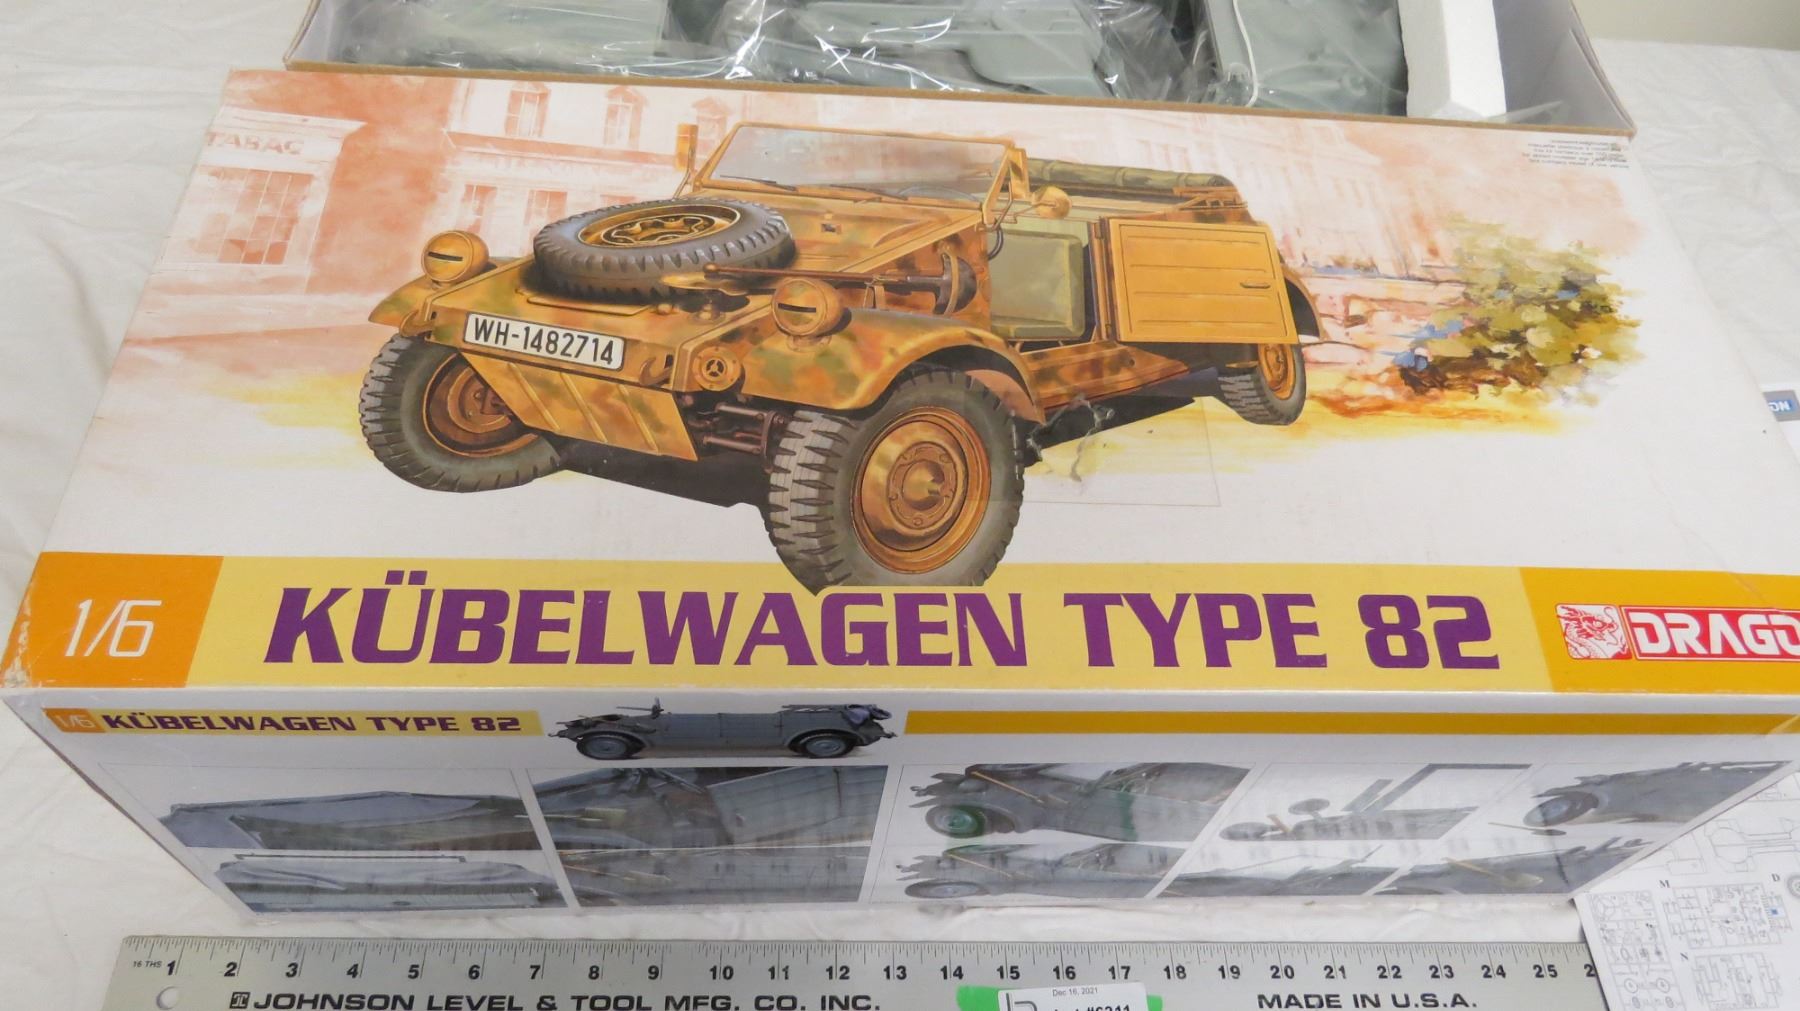 TABAC
WH-1482714
1/6
KÜBELWAGEN TYPE 82
DRAGO
1/6 KÜBELWAGEN TYPE 82
M
D
N
16 THS 1 2 3 4 5 6 7 8 9 10 11 12 13 14 15 16 17 18 19 20 21 22 23 24 25 2
JOHNSON LEVEL & TOOL MFG. CO. INC.
Dec 16, 2021
MADE IN U.S.A.